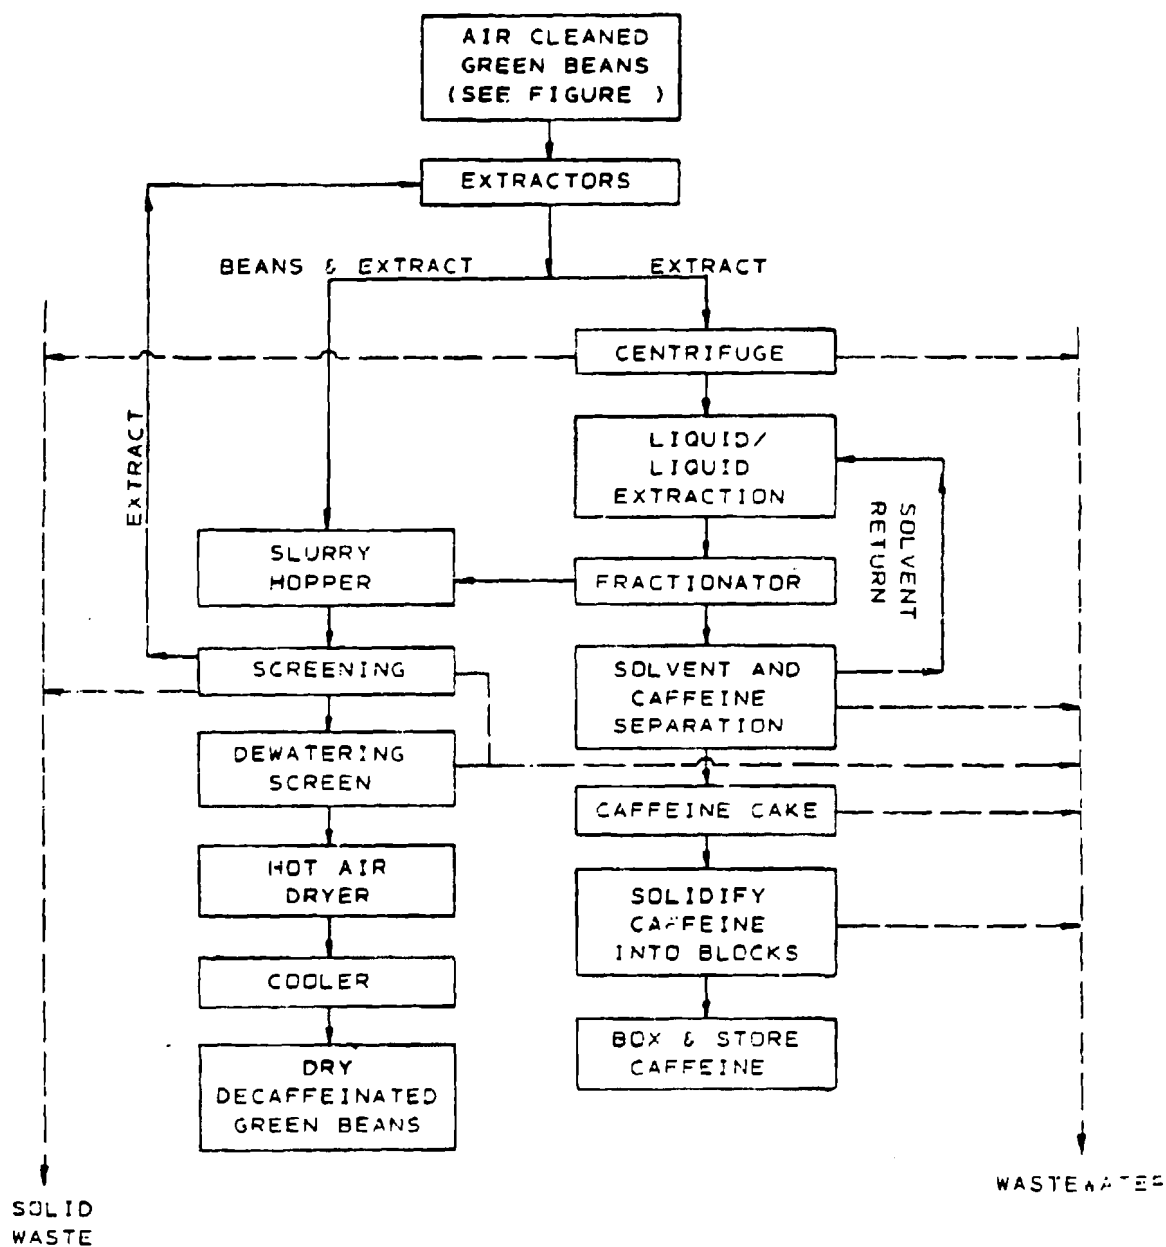 AIR CLEANED
GREEN BEANS
(SEE FIGURE )
EXTRACTORS
BEANS & EXTRACT
EXTRACT
CENTRIFUGE
LIQUID/
LIQUID
EXTRACTION
EXTRACT
SOLVENT
RETURN
SLURRY
HOPPER
FRACTIONATOR
SCREENING
SOLVENT AND
CAFFEINE
SEPARATION
DEWATERING
SCREEN
CAFFEINE CAKE
HOT AIR
DRYER
SOLIDIFY
CAFFEINE
INTO BLOCKS
COOLER
BOX & STORE
CAFFEINE
DRY
DECAFFEINATED
GREEN BEANS
SOLID
WASTE
WASTEWATER